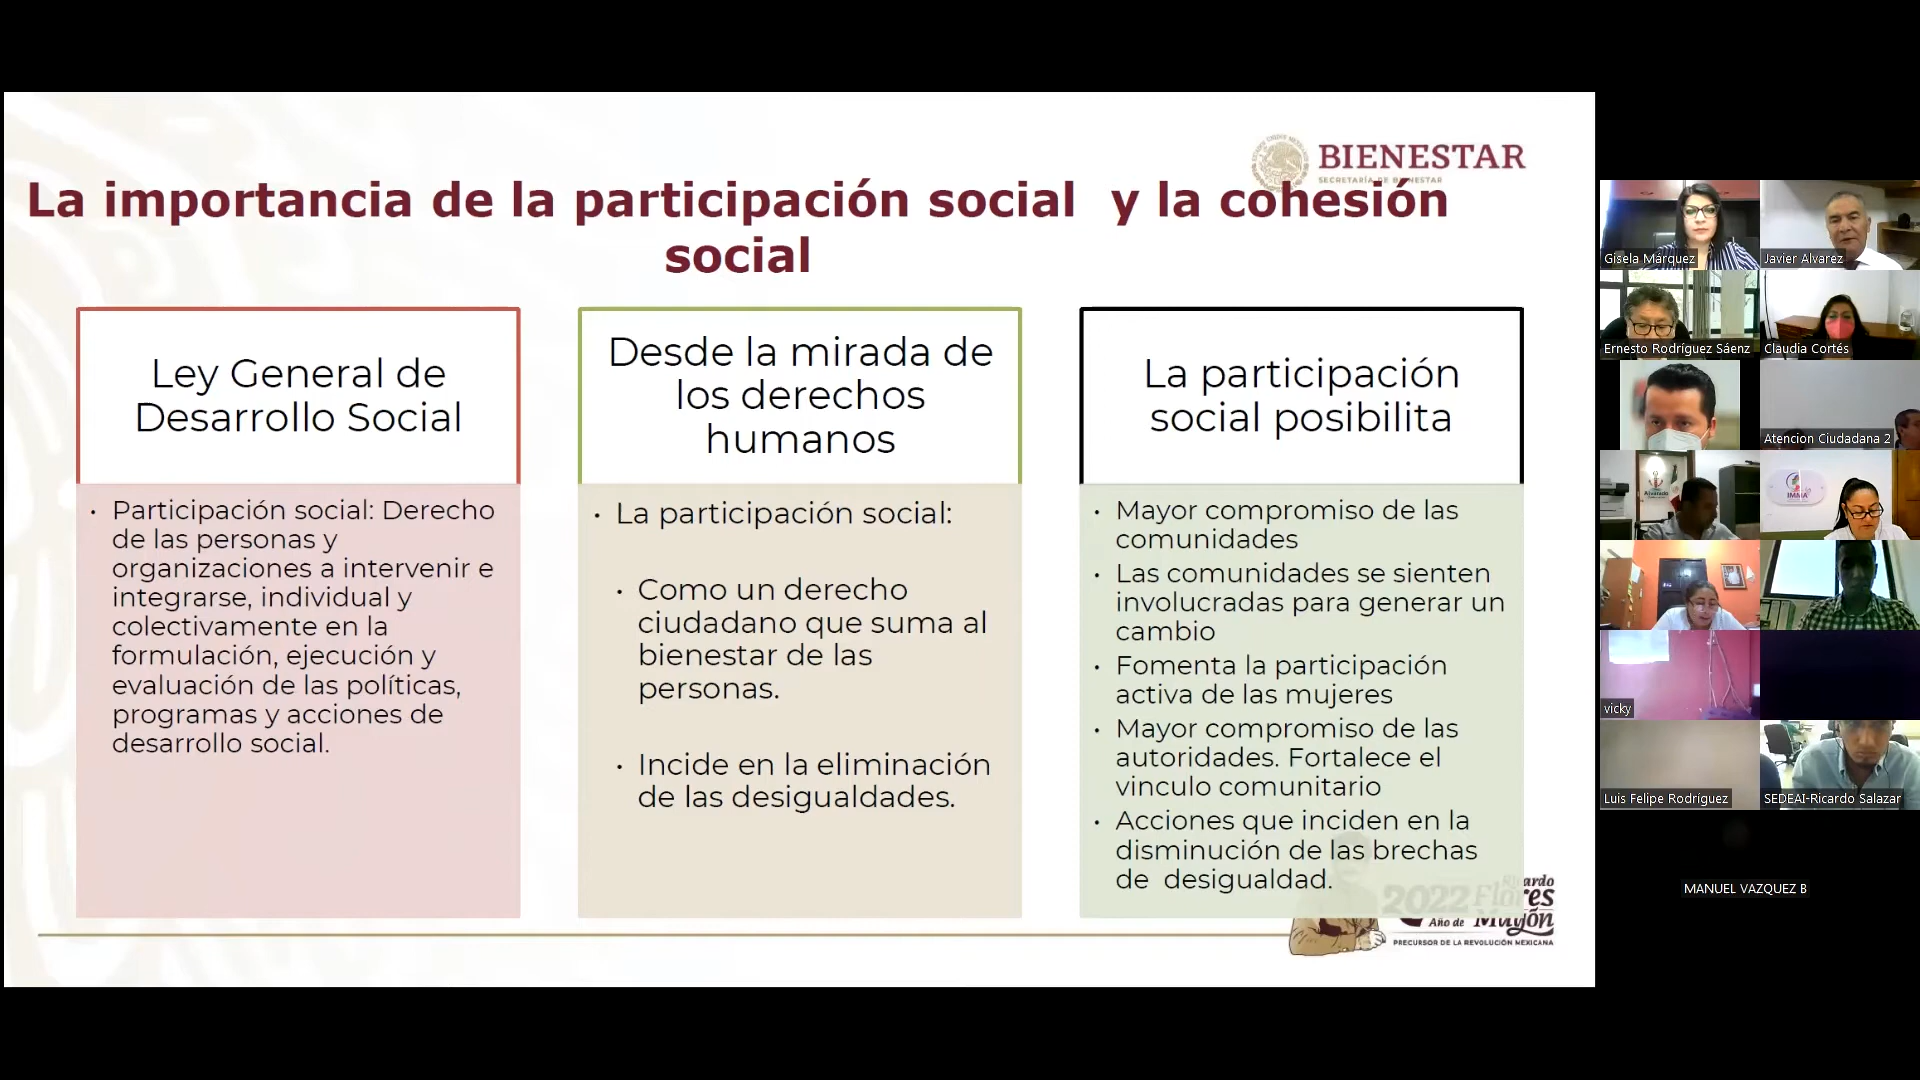 BIENESTAR
SECRETARÍA DE BIENESTAR
La importancia de la participación social y la cohesión
social
Ley General de
Desarrollo Social
• Participación social: Derecho
de las personas y
organizaciones a intervenir e
integrarse, individual y
colectivamente en la
formulación, ejecución y
evaluación de las políticas,
programas y acciones de
desarrollo social.
Desde la mirada de
los derechos
humanos
• La participación social:
• Como un derecho
ciudadano que suma al
bienestar de las
personas.
• Incide en la eliminación
de las desigualdades.
La participación
social posibilita
• Mayor compromiso de las
comunidades
• Las comunidades se sienten
involucradas para generar un
cambio
• Fomenta la participación
activa de las mujeres
• Mayor compromiso de las
autoridades. Fortalece el
vinculo comunitario
• Acciones que inciden en la
disminución de las brechas
de desigualdad.
2022 Ricardo
Flores
Año de Magón
PRECURSOR DE LA REVOLUCIÓN MEXICANA
Gisela Márquez
Javier Alvarez
Ernesto Rodríguez Sáenz
Claudia Cortés
Atencion Ciudadana 2
Alvarado
IMMA
vicky
Luis Felipe Rodríguez
SEDEAI-Ricardo Salazar
MANUEL VAZQUEZ B